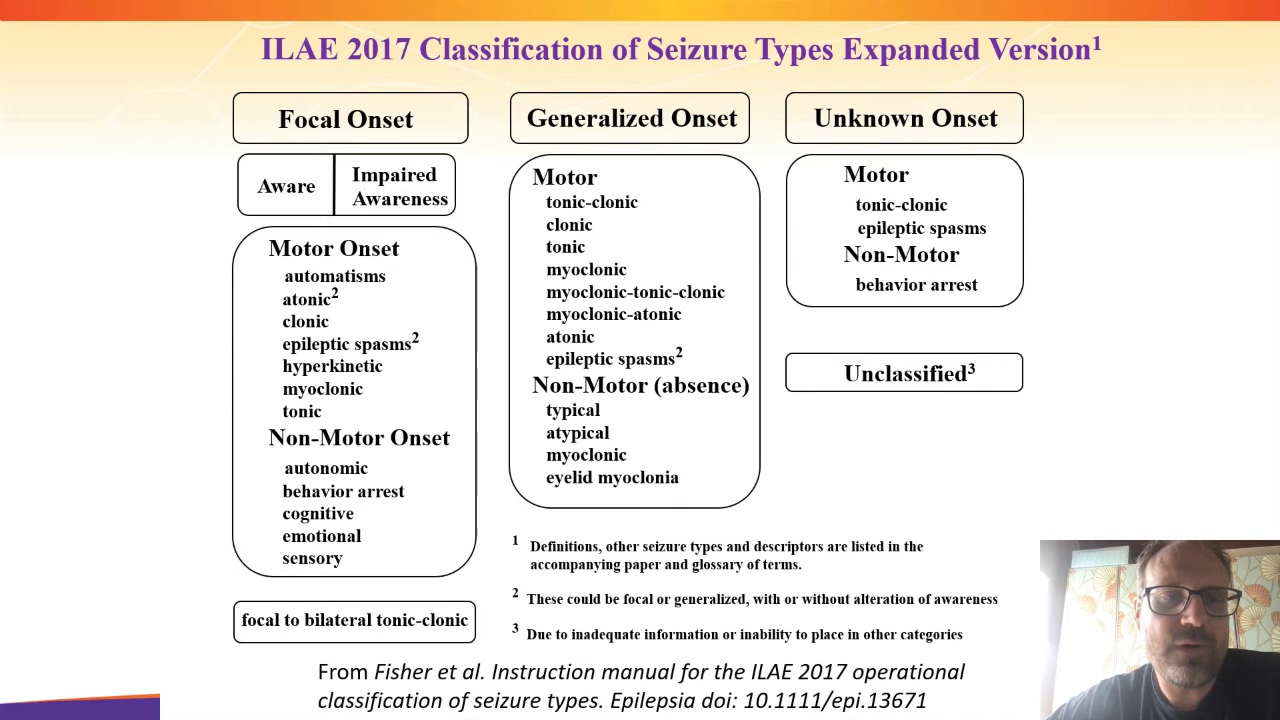 ILAE 2017 Classification of Seizure Types Expanded Version1
Focal Onset
Aware
Impaired
Awareness
Motor Onset
automatisms
atonic2
clonic
epileptic spasms2
hyperkinetic
myoclonic
tonic
Non-Motor Onset
autonomic
behavior arrest
cognitive
emotional
sensory
focal to bilateral tonic-clonic
Generalized Onset
Motor
tonic-clonic
clonic
tonic
myoclonic
myoclonic-tonic-clonic
myoclonic-atonic
atonic
epileptic spasms2
Non-Motor (absence)
typical
atypical
myoclonic
eyelid myoclonia
Unknown Onset
Motor
tonic-clonic
epileptic spasms
Non-Motor
behavior arrest
Unclassified3
1 Definitions, other seizure types and descriptors are listed in the
accompanying paper and glossary of terms.
2 These could be focal or generalized, with or without alteration of awareness
3 Due to inadequate information or inability to place in other categories
From Fisher et al. Instruction manual for the ILAE 2017 operational
classification of seizure types. Epilepsia doi: 10.1111/epi.13671